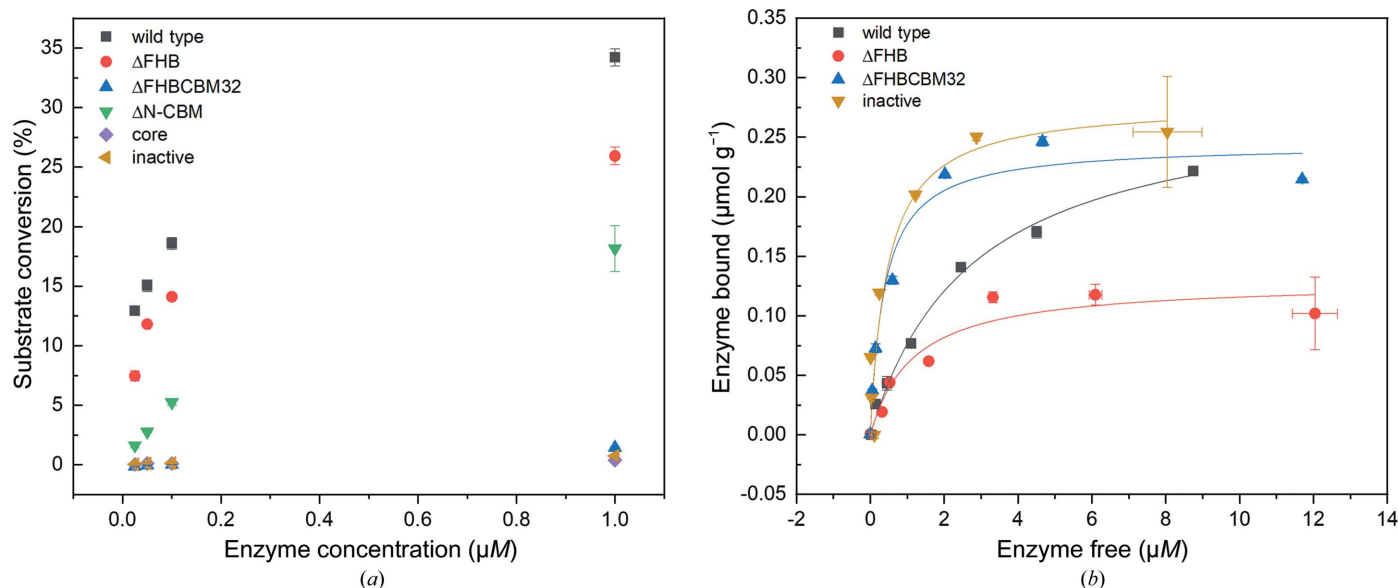 wild type
ΔFHB
ΔFHBCBM32
ΔN-CBM
core
inactive
35
30
25
20
15
10
5
0
Substrate conversion (%)
0.0 0.2 0.4 0.6 0.8 1.0
Enzyme concentration (µM)
(a)
wild type
ΔFHB
ΔFHBCBM32
inactive
0.35
0.30
0.25
0.20
0.15
0.10
0.05
0.00
-0.05
Enzyme bound (µmol g⁻¹)
-2 0 2 4 6 8 10 12 14
Enzyme free (µM)
(b)